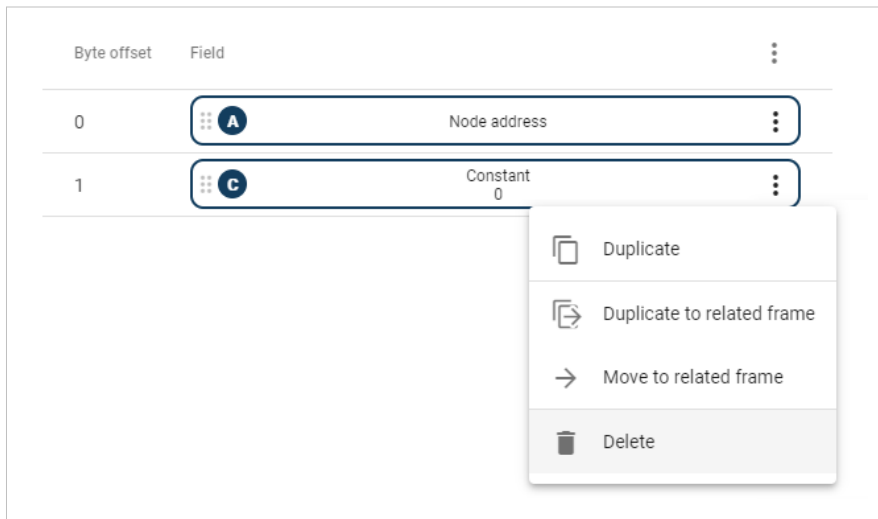 Byte offset Field
0 A Node address
1 C Constant
0
Duplicate
Duplicate to related frame
Move to related frame
Delete